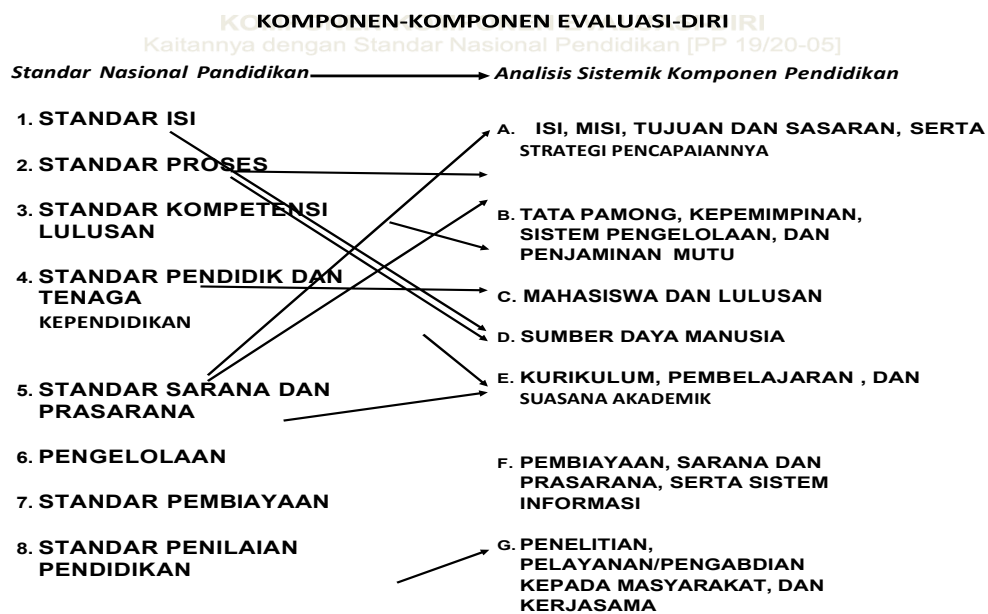 KOMPONEN-KOMPONEN EVALUASI-DIRI
Kaitannya dengan Standar Nasional Pendidikan [PP 19/20-05]
Standar Nasional Pandidikan
Analisis Sistemik Komponen Pendidikan
1. STANDAR ISI
2. STANDAR PROSES
3. STANDAR KOMPETENSI
LULUSAN
4. STANDAR PENDIDIK DAN
TENAGA
KEPENDIDIKAN
5. STANDAR SARANA DAN
PRASARANA
6. PENGELOLAAN
7. STANDAR PEMBIAYAAN
8. STANDAR PENILAIAN
PENDIDIKAN
A. ISI, MISI, TUJUAN DAN SASARAN, SERTA
STRATEGI PENCAPAIANNYA
B. TATA PAMONG, KEPEMIMPINAN,
SISTEM PENGELOLAAN, DAN
PENJAMINAN MUTU
C. MAHASISWA DAN LULUSAN
D. SUMBER DAYA MANUSIA
E. KURIKULUM, PEMBELAJARAN , DAN
SUASANA AKADEMIK
F. PEMBIAYAAN, SARANA DAN
PRASARANA, SERTA SISTEM
INFORMASI
G. PENELITIAN,
PELAYANAN/PENGABDIAN
KEPADA MASYARAKAT, DAN
KERJASAMA